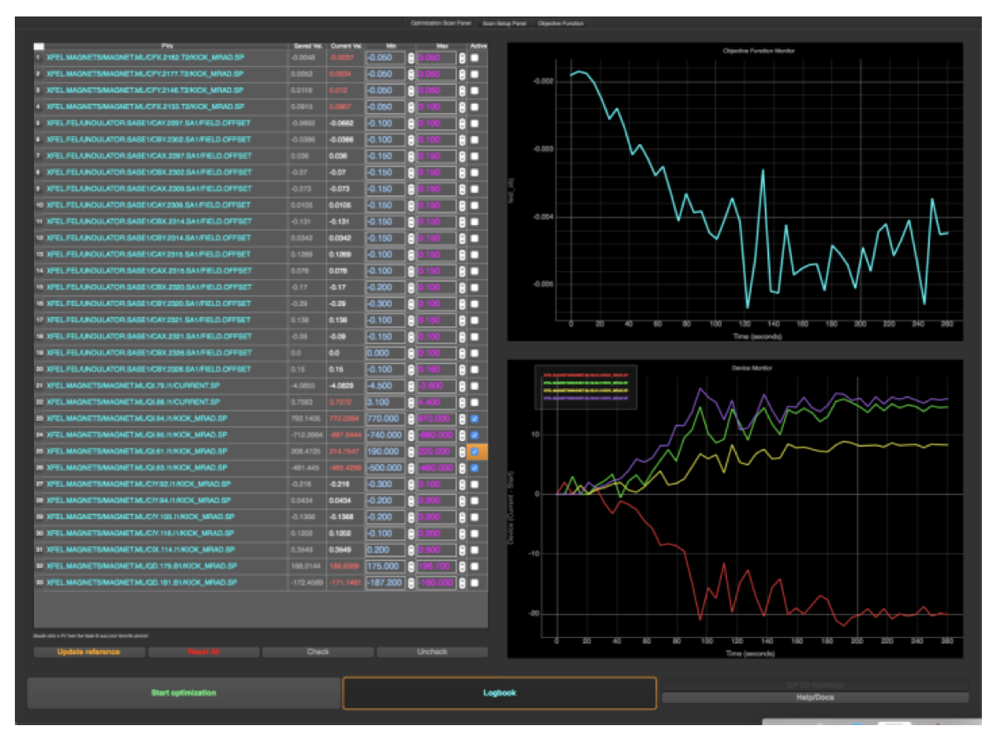 Optimization Scan Panel Scan Setup Panel Objective Function
PVs Saved Val. Current Val. Min Max Active
1 XFEL.MAGNETS/MAGNET.ML/CFX.2162.T2/KICK_MRAD.SP -0.0048 -0.0037 -0.050 0.050
2 XFEL.MAGNETS/MAGNET.ML/CFY.2177.T2/KICK_MRAD.SP 0.0052 0.0034 -0.050 0.050
3 XFEL.MAGNETS/MAGNET.ML/CFY.2146.T2/KICK_MRAD.SP 0.0118 0.012 -0.050 0.050
4 XFEL.MAGNETS/MAGNET.ML/CFX.2133.T2/KICK_MRAD.SP 0.0915 0.0907 -0.050 0.100
5 XFEL.FEL/UNDULATOR.SASE1/CAY.2297.SA1/FIELD.OFFSET -0.0662 -0.0662 -0.100 0.100
6 XFEL.FEL/UNDULATOR.SASE1/CBY.2302.SA1/FIELD.OFFSET -0.0386 -0.0386 -0.100 0.100
7 XFEL.FEL/UNDULATOR.SASE1/CAX.2297.SA1/FIELD.OFFSET 0.036 0.036 -0.150 0.150
8 XFEL.FEL/UNDULATOR.SASE1/CBX.2302.SA1/FIELD.OFFSET -0.07 -0.07 -0.150 0.150
9 XFEL.FEL/UNDULATOR.SASE1/CAX.2309.SA1/FIELD.OFFSET -0.073 -0.073 -0.150 0.150
10 XFEL.FEL/UNDULATOR.SASE1/CAY.2309.SA1/FIELD.OFFSET 0.0105 0.0105 -0.150 0.150
11 XFEL.FEL/UNDULATOR.SASE1/CBX.2314.SA1/FIELD.OFFSET -0.131 -0.131 -0.150 0.150
12 XFEL.FEL/UNDULATOR.SASE1/CBY.2314.SA1/FIELD.OFFSET 0.0342 0.0342 -0.150 0.150
13 XFEL.FEL/UNDULATOR.SASE1/CAY.2315.SA1/FIELD.OFFSET 0.1269 0.1269 -0.100 0.150
14 XFEL.FEL/UNDULATOR.SASE1/CAX.2315.SA1/FIELD.OFFSET 0.078 0.078 -0.100 0.150
15 XFEL.FEL/UNDULATOR.SASE1/CBX.2320.SA1/FIELD.OFFSET -0.17 -0.17 -0.200 0.100
16 XFEL.FEL/UNDULATOR.SASE1/CBY.2320.SA1/FIELD.OFFSET -0.29 -0.29 -0.300 0.100
17 XFEL.FEL/UNDULATOR.SASE1/CAY.2321.SA1/FIELD.OFFSET 0.138 0.138 -0.100 0.150
18 XFEL.FEL/UNDULATOR.SASE1/CAX.2321.SA1/FIELD.OFFSET -0.09 -0.09 -0.150 0.100
19 XFEL.FEL/UNDULATOR.SASE1/CBX.2326.SA1/FIELD.OFFSET 0.0 0.0 0.000 0.100
20 XFEL.FEL/UNDULATOR.SASE1/CBY.2326.SA1/FIELD.OFFSET 0.15 0.15 -0.100 0.160
21 XFEL.MAGNETS/MAGNET.ML/QI.79.I1/CURRENT.SP -4.0855 -4.0829 -4.500 -3.600
22 XFEL.MAGNETS/MAGNET.ML/QI.88.I1/CURRENT.SP 3.7563 3.7272 3.100 4.400
23 XFEL.MAGNETS/MAGNET.ML/QI.94.I1/KICK_MRAD.SP 792.1405 772.0394 770.000 810.000
24 XFEL.MAGNETS/MAGNET.ML/QI.95.I1/KICK_MRAD.SP -712.2664 -697.6444 -740.000 -660.000
25 XFEL.MAGNETS/MAGNET.ML/QI.61.I1/KICK_MRAD.SP 206.4725 214.7547 190.000 220.000
26 XFEL.MAGNETS/MAGNET.ML/QI.63.I1/KICK_MRAD.SP -481.445 -465.4259 -500.000 -460.000
27 XFEL.MAGNETS/MAGNET.ML/CIY.92.I1/KICK_MRAD.SP -0.216 -0.216 -0.300 0.100
28 XFEL.MAGNETS/MAGNET.ML/CIY.94.I1/KICK_MRAD.SP 0.0434 0.0434 -0.200 0.200
29 XFEL.MAGNETS/MAGNET.ML/CIY.103.I1/KICK_MRAD.SP -0.1368 -0.1368 -0.200 0.200
30 XFEL.MAGNETS/MAGNET.ML/CIY.116.I1/KICK_MRAD.SP 0.1202 0.1202 -0.100 0.200
31 XFEL.MAGNETS/MAGNET.ML/CIX.114.I1/KICK_MRAD.SP 0.3549 0.3549 0.200 0.500
32 XFEL.MAGNETS/MAGNET.ML/QD.179.B1/KICK_MRAD.SP 188.0144 175.000 196.700
33 XFEL.MAGNETS/MAGNET.ML/QD.181.B1/KICK_MRAD.SP -172.4569 -171.1461 -187.200 -160.000
Update reference Reset All Check Uncheck
Start optimization
Logbook
GP 2D Heatmap
Help/Docs
Objective Function Monitor
test_obj
-0.002
-0.003
-0.004
-0.005
0 20 40 60 80 100 120 140 160 180 200 220 240 260
Time (seconds)
Device Monitor
Device (Current - Start)
10
0
-10
-20
0 20 40 60 80 100 120 140 160 180 200 220 240 260
Time (seconds)